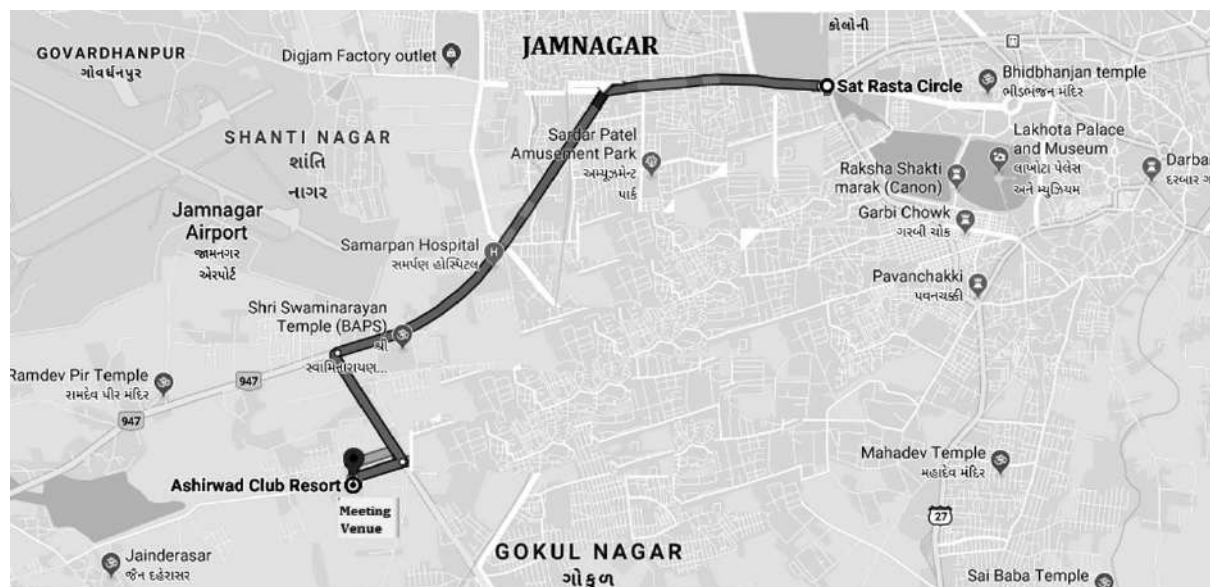 કોલોની
GOVARDHANPUR
ગોવર્ધનપુર
Digjam Factory outlet
JAMNAGAR
Sat Rasta Circle
Bhidbhanjan temple
ભીડભંજન મંદિર
SHANTI NAGAR
શાંતિ
નગર
Sardar Patel
Amusement Park
અમ્યૂઝમેન્ટ
પાર્ક
Lakhota Palace
and Museum
લાખોટા પેલેસ
અને મ્યુઝિયમ
Raksha Shakti
marak (Canon)
Darba
દરબાર ગ
Jamnagar
Airport
જામનગર
એરપોર્ટ
Garbi Chowk
ગરબી ચોક
Samarpan Hospital
સમર્પણ હોસ્પિટલ
Pavanchakki
પવનચક્કી
Shri Swaminarayan
Temple (BAPS)
શ્રી
સ્વામિનારાયણ...
Ramdev Pir Temple
રામદેવ પીર મંદિર
947
947
Mahadev Temple
મહાદેવ મંદિર
Ashirwad Club Resort
Meeting
Venue
27
Jainderasar
જૈન દહેરાસર
GOKUL NAGAR
ગોકુળ
Sai Baba Temple